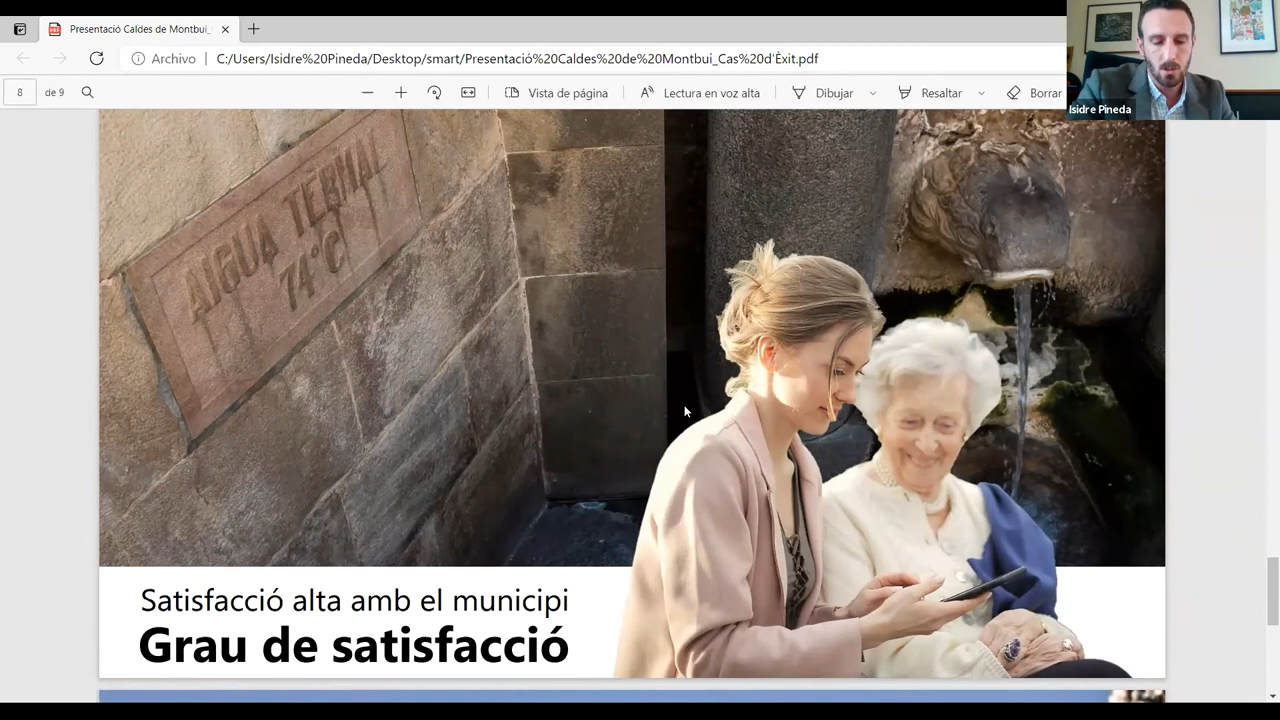 Presentació Caldes de Montbui_
Archivo
C:/Users/Isidre%20Pineda/Desktop/smart/Presentació%20Caldes%20de%20Montbui_Cas%20d'Èxit.pdf
8 de 9
Vista de página
Lectura en voz alta
Dibujar
Resaltar
Borrar
Isidre Pineda
AIGUA TERMAL
74°C
Satisfacció alta amb el municipi
Grau de satisfacció